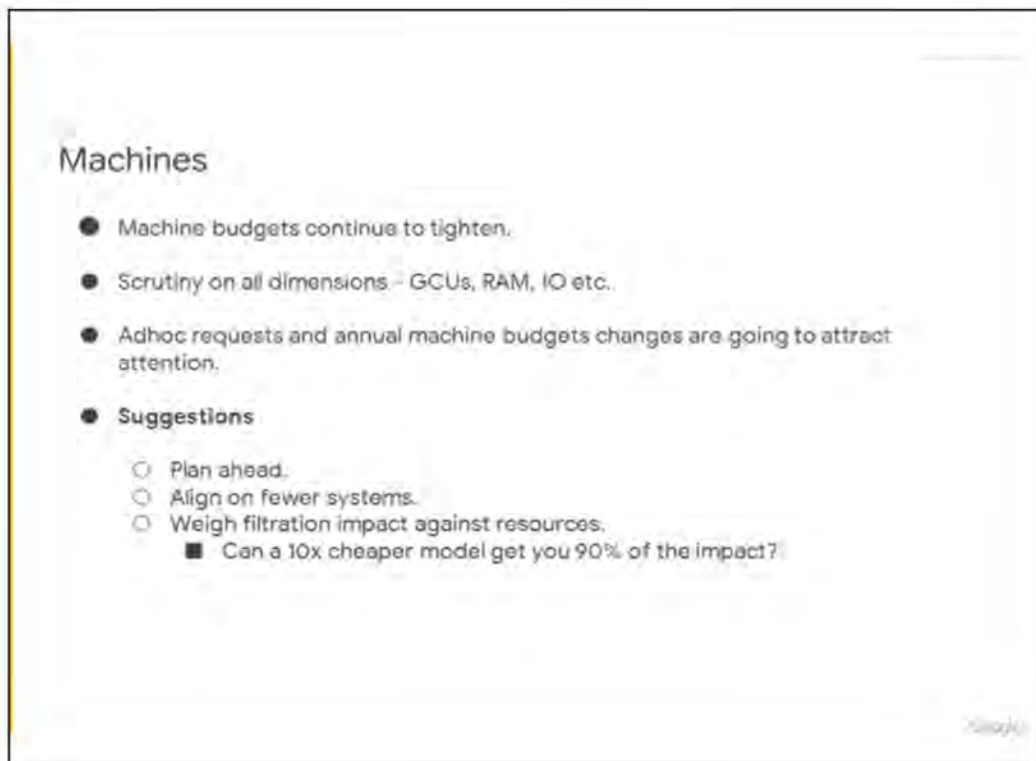 Machines
● Machine budgets continue to tighten.
● Scrutiny on all dimensions - GCUs, RAM, IO etc.
● Adhoc requests and annual machine budgets changes are going to attract
attention.
● Suggestions
○ Plan ahead.
○ Align on fewer systems.
○ Weigh filtration impact against resources.
■ Can a 10x cheaper model get you 90% of the impact?
Google